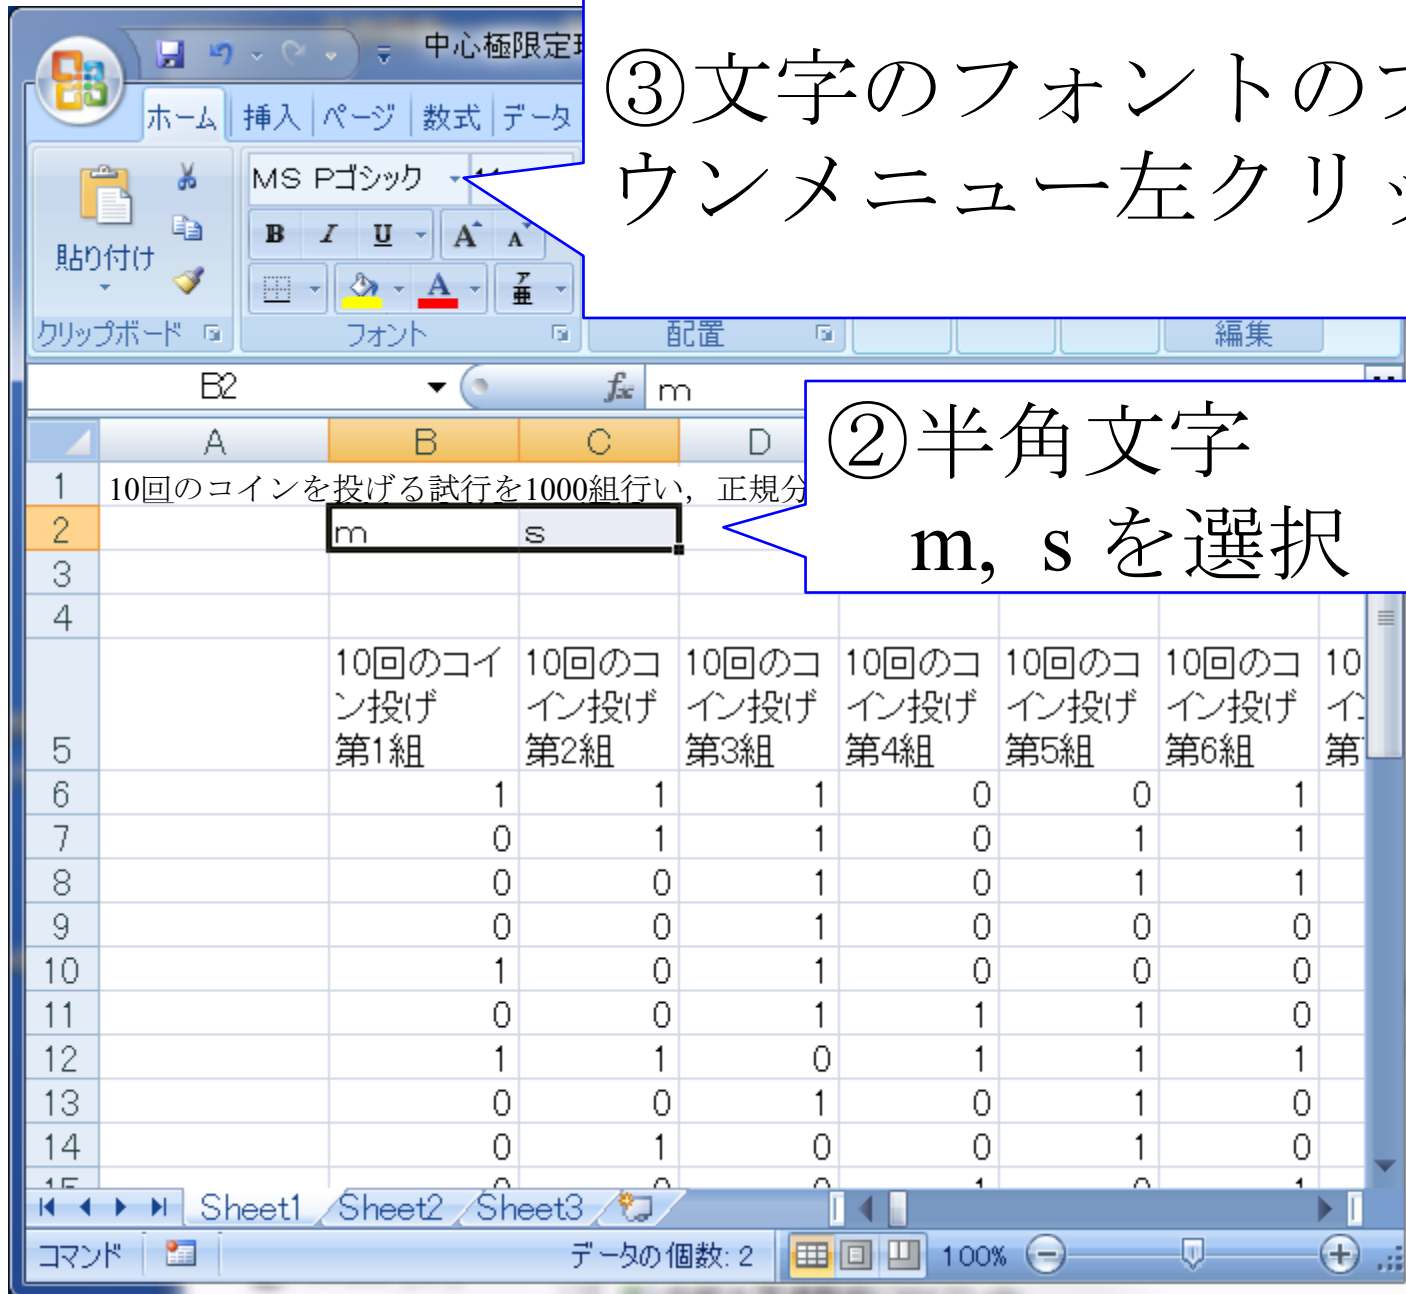 中心極限定
③文字のフォントの
ウンメニュー左クリッ
ホーム 挿入 ページ 数式 データ
MS Pゴシック
B I U A A
貼り付け
A ア亜
クリップボード フォント 配置 編集
B2 fx m
②半角文字
m, s を選択
A B C D
1 10回のコインを投げる試行を1000組行い，正規分
2 m s
3
4
5 10回のコイン投げ第1組 10回のコイン投げ第2組 10回のコイン投げ第3組 10回のコイン投げ第4組 10回のコイン投げ第5組 10回のコイン投げ第6組 10
6 1 1 1 0 0 1
7 0 1 1 0 1 1
8 0 0 1 0 1 1
9 0 0 1 0 0 0
10 1 0 1 0 0 0
11 0 0 1 1 1 0
12 1 1 0 1 1 1
13 0 0 1 0 1 0
14 0 1 0 0 1 0
Sheet1 Sheet2 Sheet3
コマンド データの個数: 2 100%